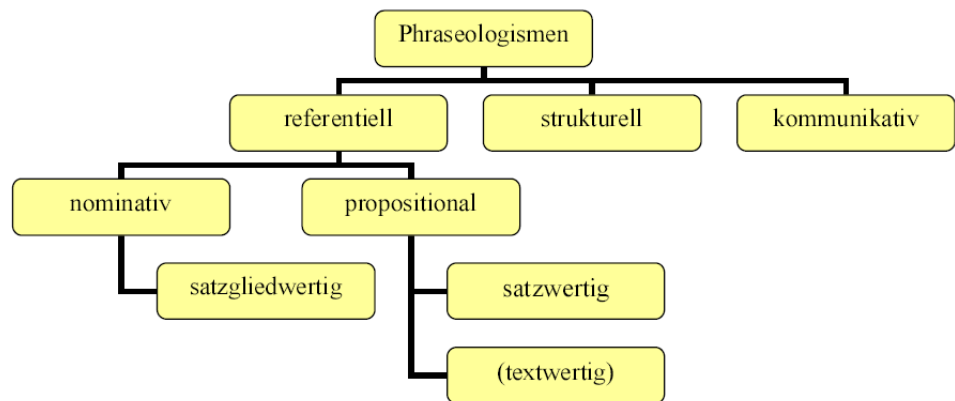 Phraseologismen
referentiell
strukturell
kommunikativ
nominativ
propositional
satzgliedwertig
satzwertig
(textwertig)